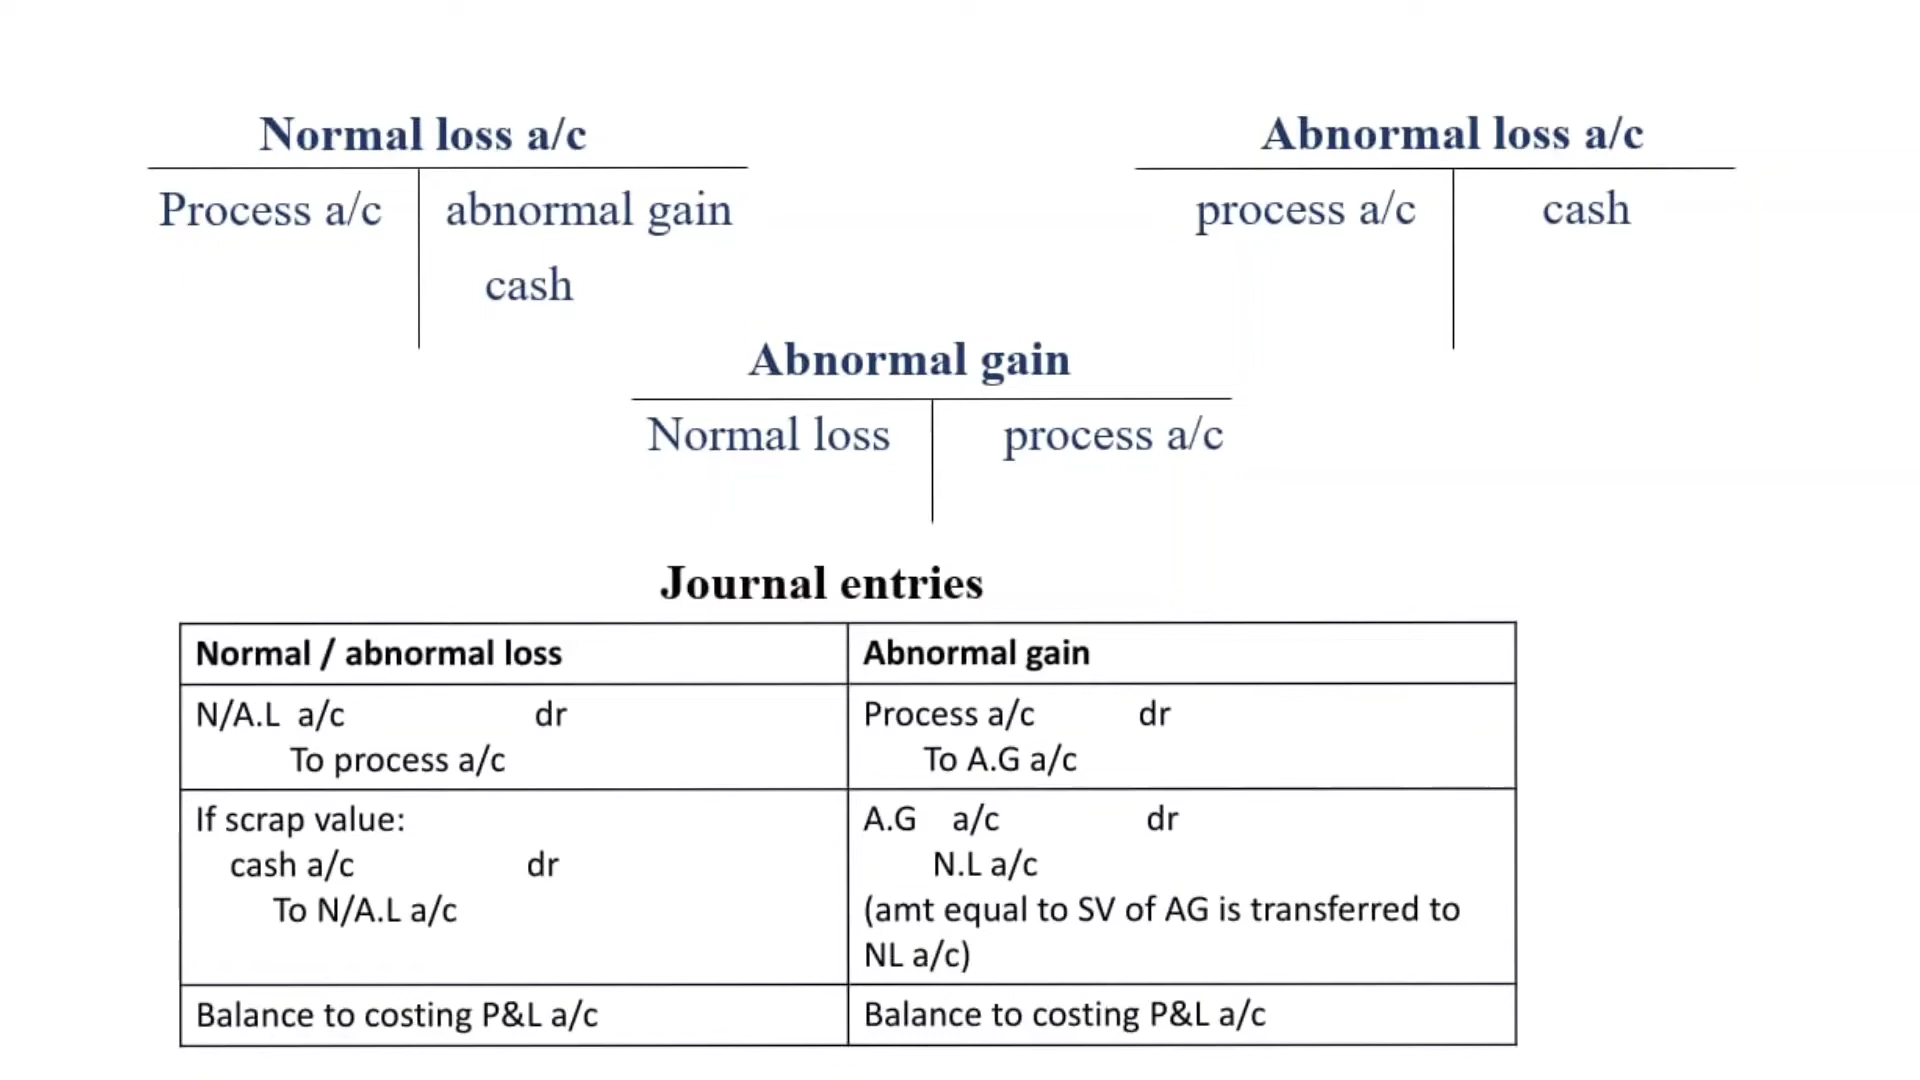 Normal loss a/c
Process a/c abnormal gain
cash
Abnormal loss a/c
process a/c cash
Abnormal gain
Normal loss process a/c
Journal entries
Normal / abnormal loss Abnormal gain
N/A.L a/c dr
To process a/c
Process a/c dr
To A.G a/c
If scrap value:
cash a/c dr
To N/A.L a/c
A.G a/c dr
N.L a/c
(amt equal to SV of AG is transferred to
NL a/c)
Balance to costing P&L a/c
Balance to costing P&L a/c